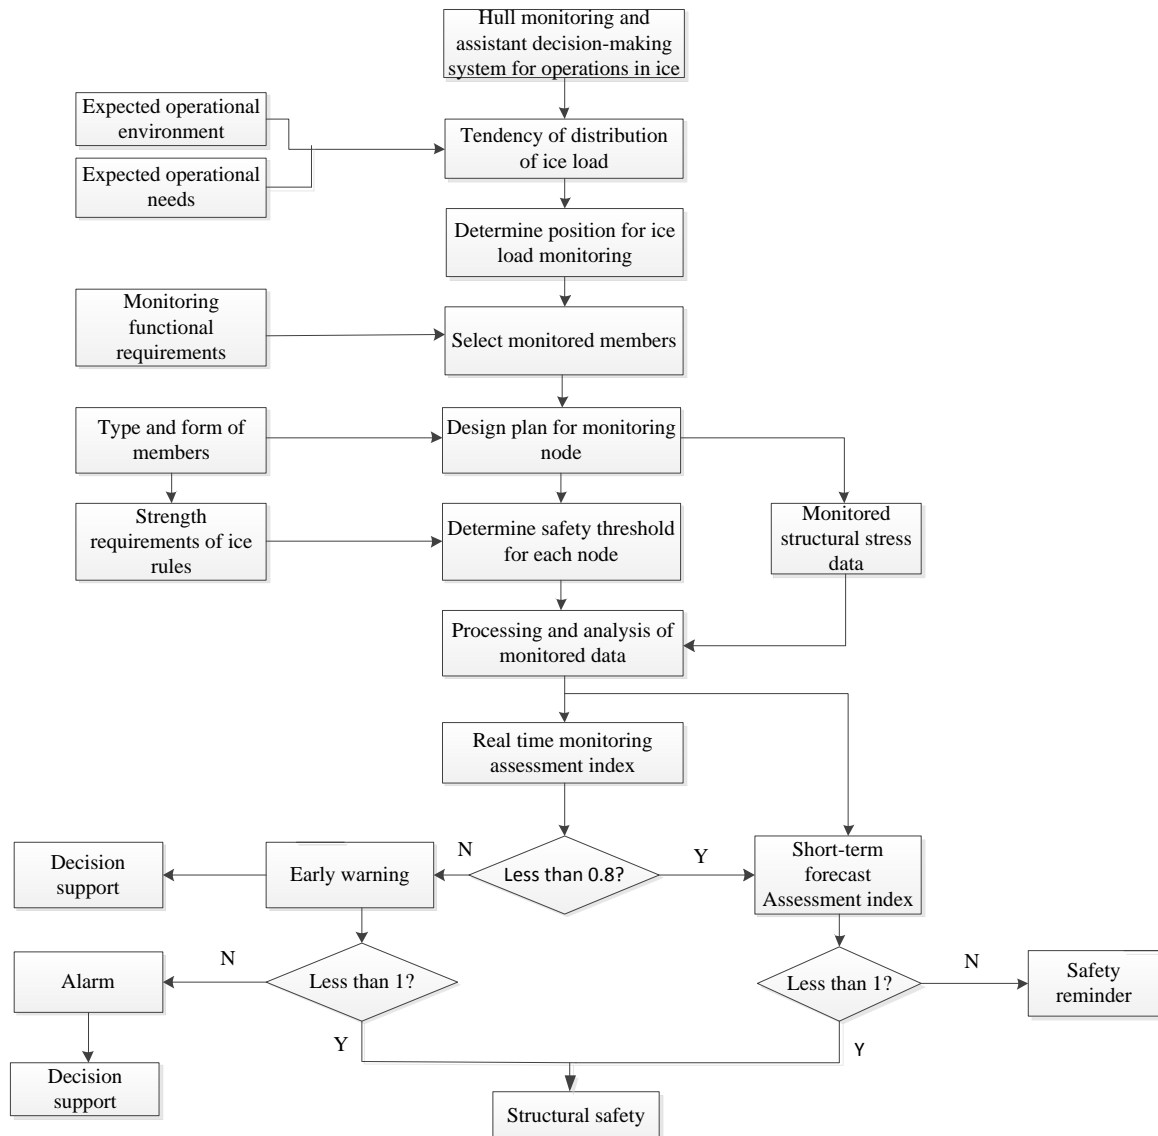 Hull monitoring and
assistant decision-making
system for operations in ice
Expected operational
environment
Tendency of distribution
of ice load
Expected operational
needs
Determine position for ice
load monitoring
Monitoring
functional
requirements
Select monitored members
Type and form of
members
Design plan for monitoring
node
Strength
requirements of ice
rules
Determine safety threshold
for each node
Monitored
structural stress
data
Processing and analysis of
monitored data
Real time monitoring
assessment index
Decision
support
Early warning
N
Less than 0.8?
Y
Short-term
forecast
Assessment index
Alarm
N
Less than 1?
Less than 1?
N
Safety
reminder
Y
Y
Decision
support
Structural safety